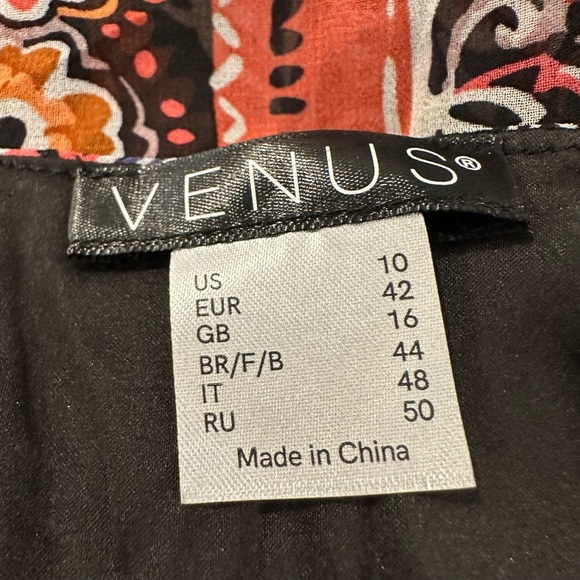 VENUS®
US 10
EUR 42
GB 16
BR/F/B 44
IT 48
RU 50
Made in China